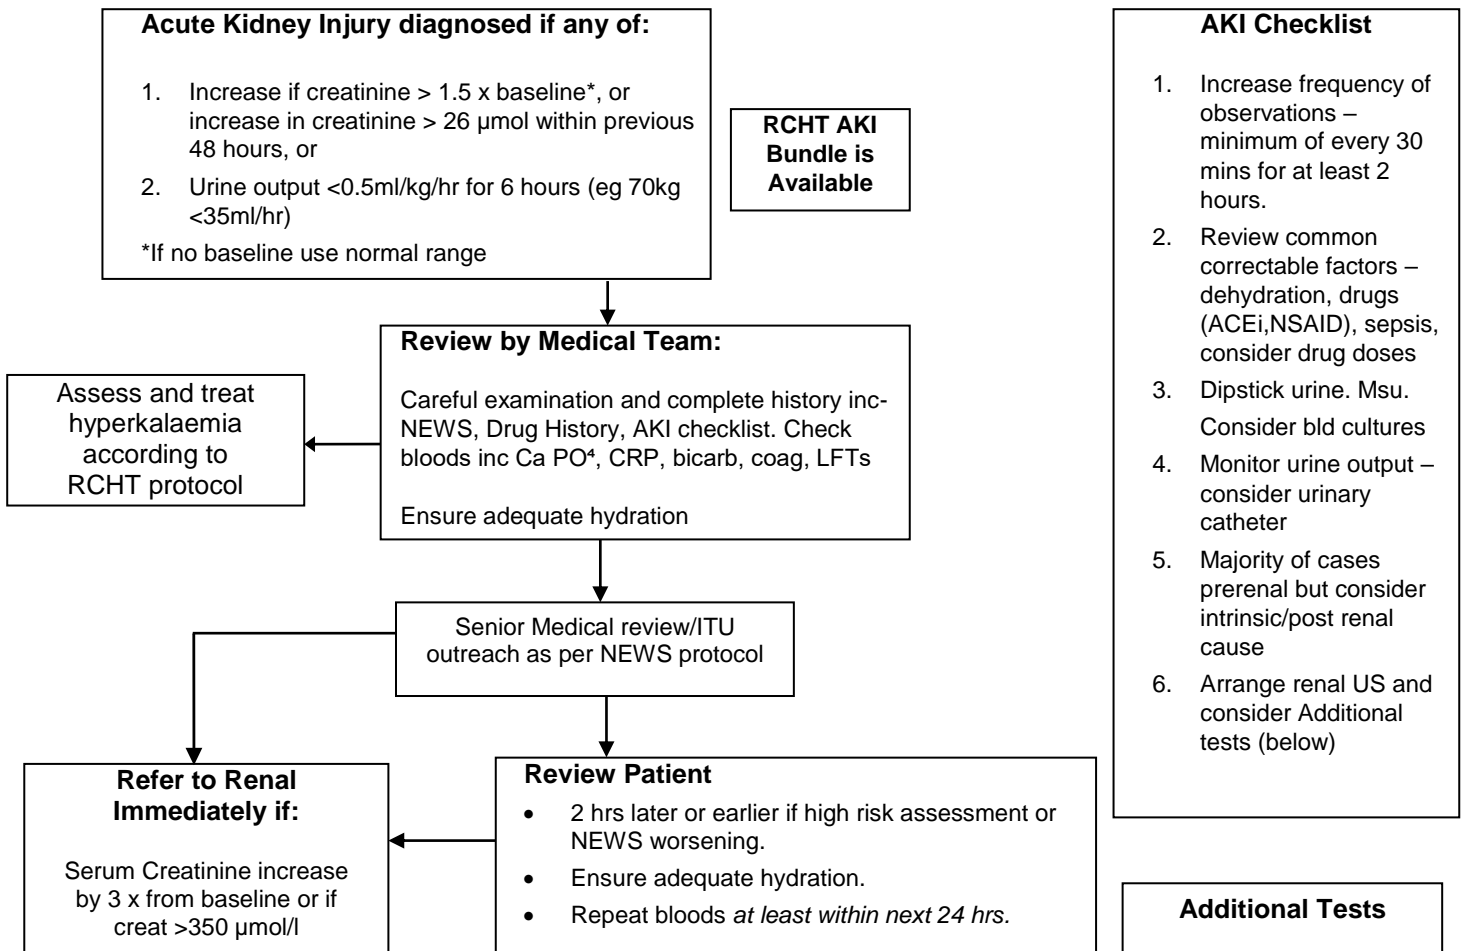 Acute Kidney Injury diagnosed if any of:
1. Increase if creatinine > 1.5 x baseline*, or
increase in creatinine > 26 µmol within previous
48 hours, or
2. Urine output <0.5ml/kg/hr for 6 hours (eg 70kg
<35ml/hr)
*If no baseline use normal range
RCHT AKI
Bundle is
Available
Review by Medical Team:
Careful examination and complete history inc-
NEWS, Drug History, AKI checklist. Check
bloods inc Ca PO⁴, CRP, bicarb, coag, LFTs
Ensure adequate hydration
Assess and treat
hyperkalaemia
according to
RCHT protocol
Senior Medical review/ITU
outreach as per NEWS protocol
Refer to Renal
Immediately if:
Serum Creatinine increase
by 3 x from baseline or if
creat >350 µmol/l
Review Patient
• 2 hrs later or earlier if high risk assessment or
NEWS worsening.
• Ensure adequate hydration.
• Repeat bloods at least within next 24 hrs.
AKI Checklist
1. Increase frequency of
observations –
minimum of every 30
mins for at least 2
hours.
2. Review common
correctable factors –
dehydration, drugs
(ACEi,NSAID), sepsis,
consider drug doses
3. Dipstick urine. Msu.
Consider bld cultures
4. Monitor urine output –
consider urinary
catheter
5. Majority of cases
prerenal but consider
intrinsic/post renal
cause
6. Arrange renal US and
consider Additional
tests (below)
Additional Tests